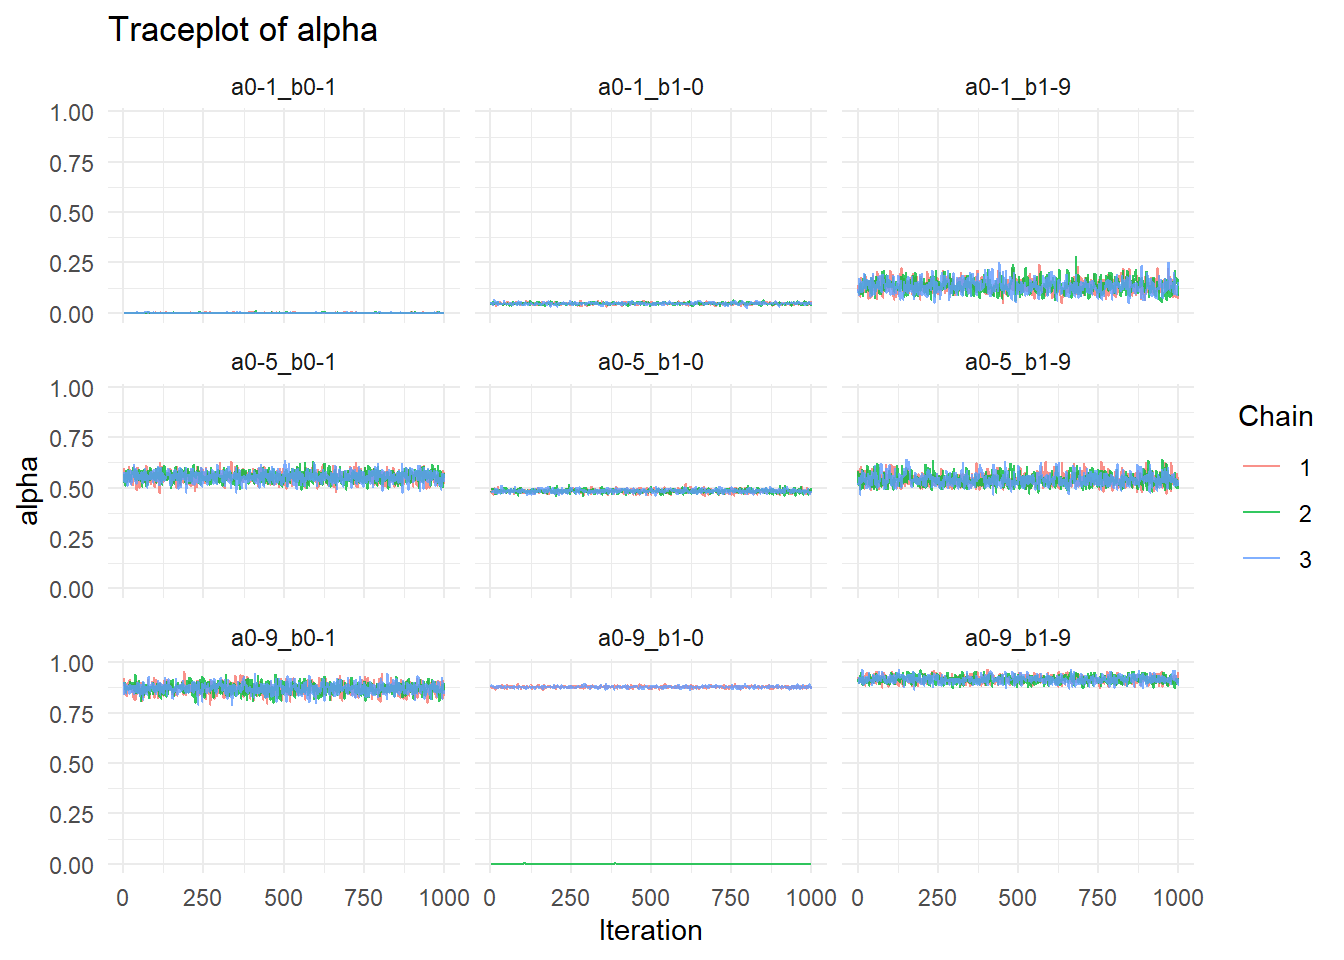 Traceplot of alpha
a0-1_b0-1 a0-1_b1-0 a0-1_b1-9
1.00
0.75
0.50
0.25
0.00
a0-5_b0-1 a0-5_b1-0 a0-5_b1-9
1.00
0.75
0.50
0.25
0.00
a0-9_b0-1 a0-9_b1-0 a0-9_b1-9
1.00
0.75
0.50
0.25
0.00
0 250 500 750 1000 0 250 500 750 1000 0 250 500 750 1000
Iteration
alpha
Chain
1
2
3